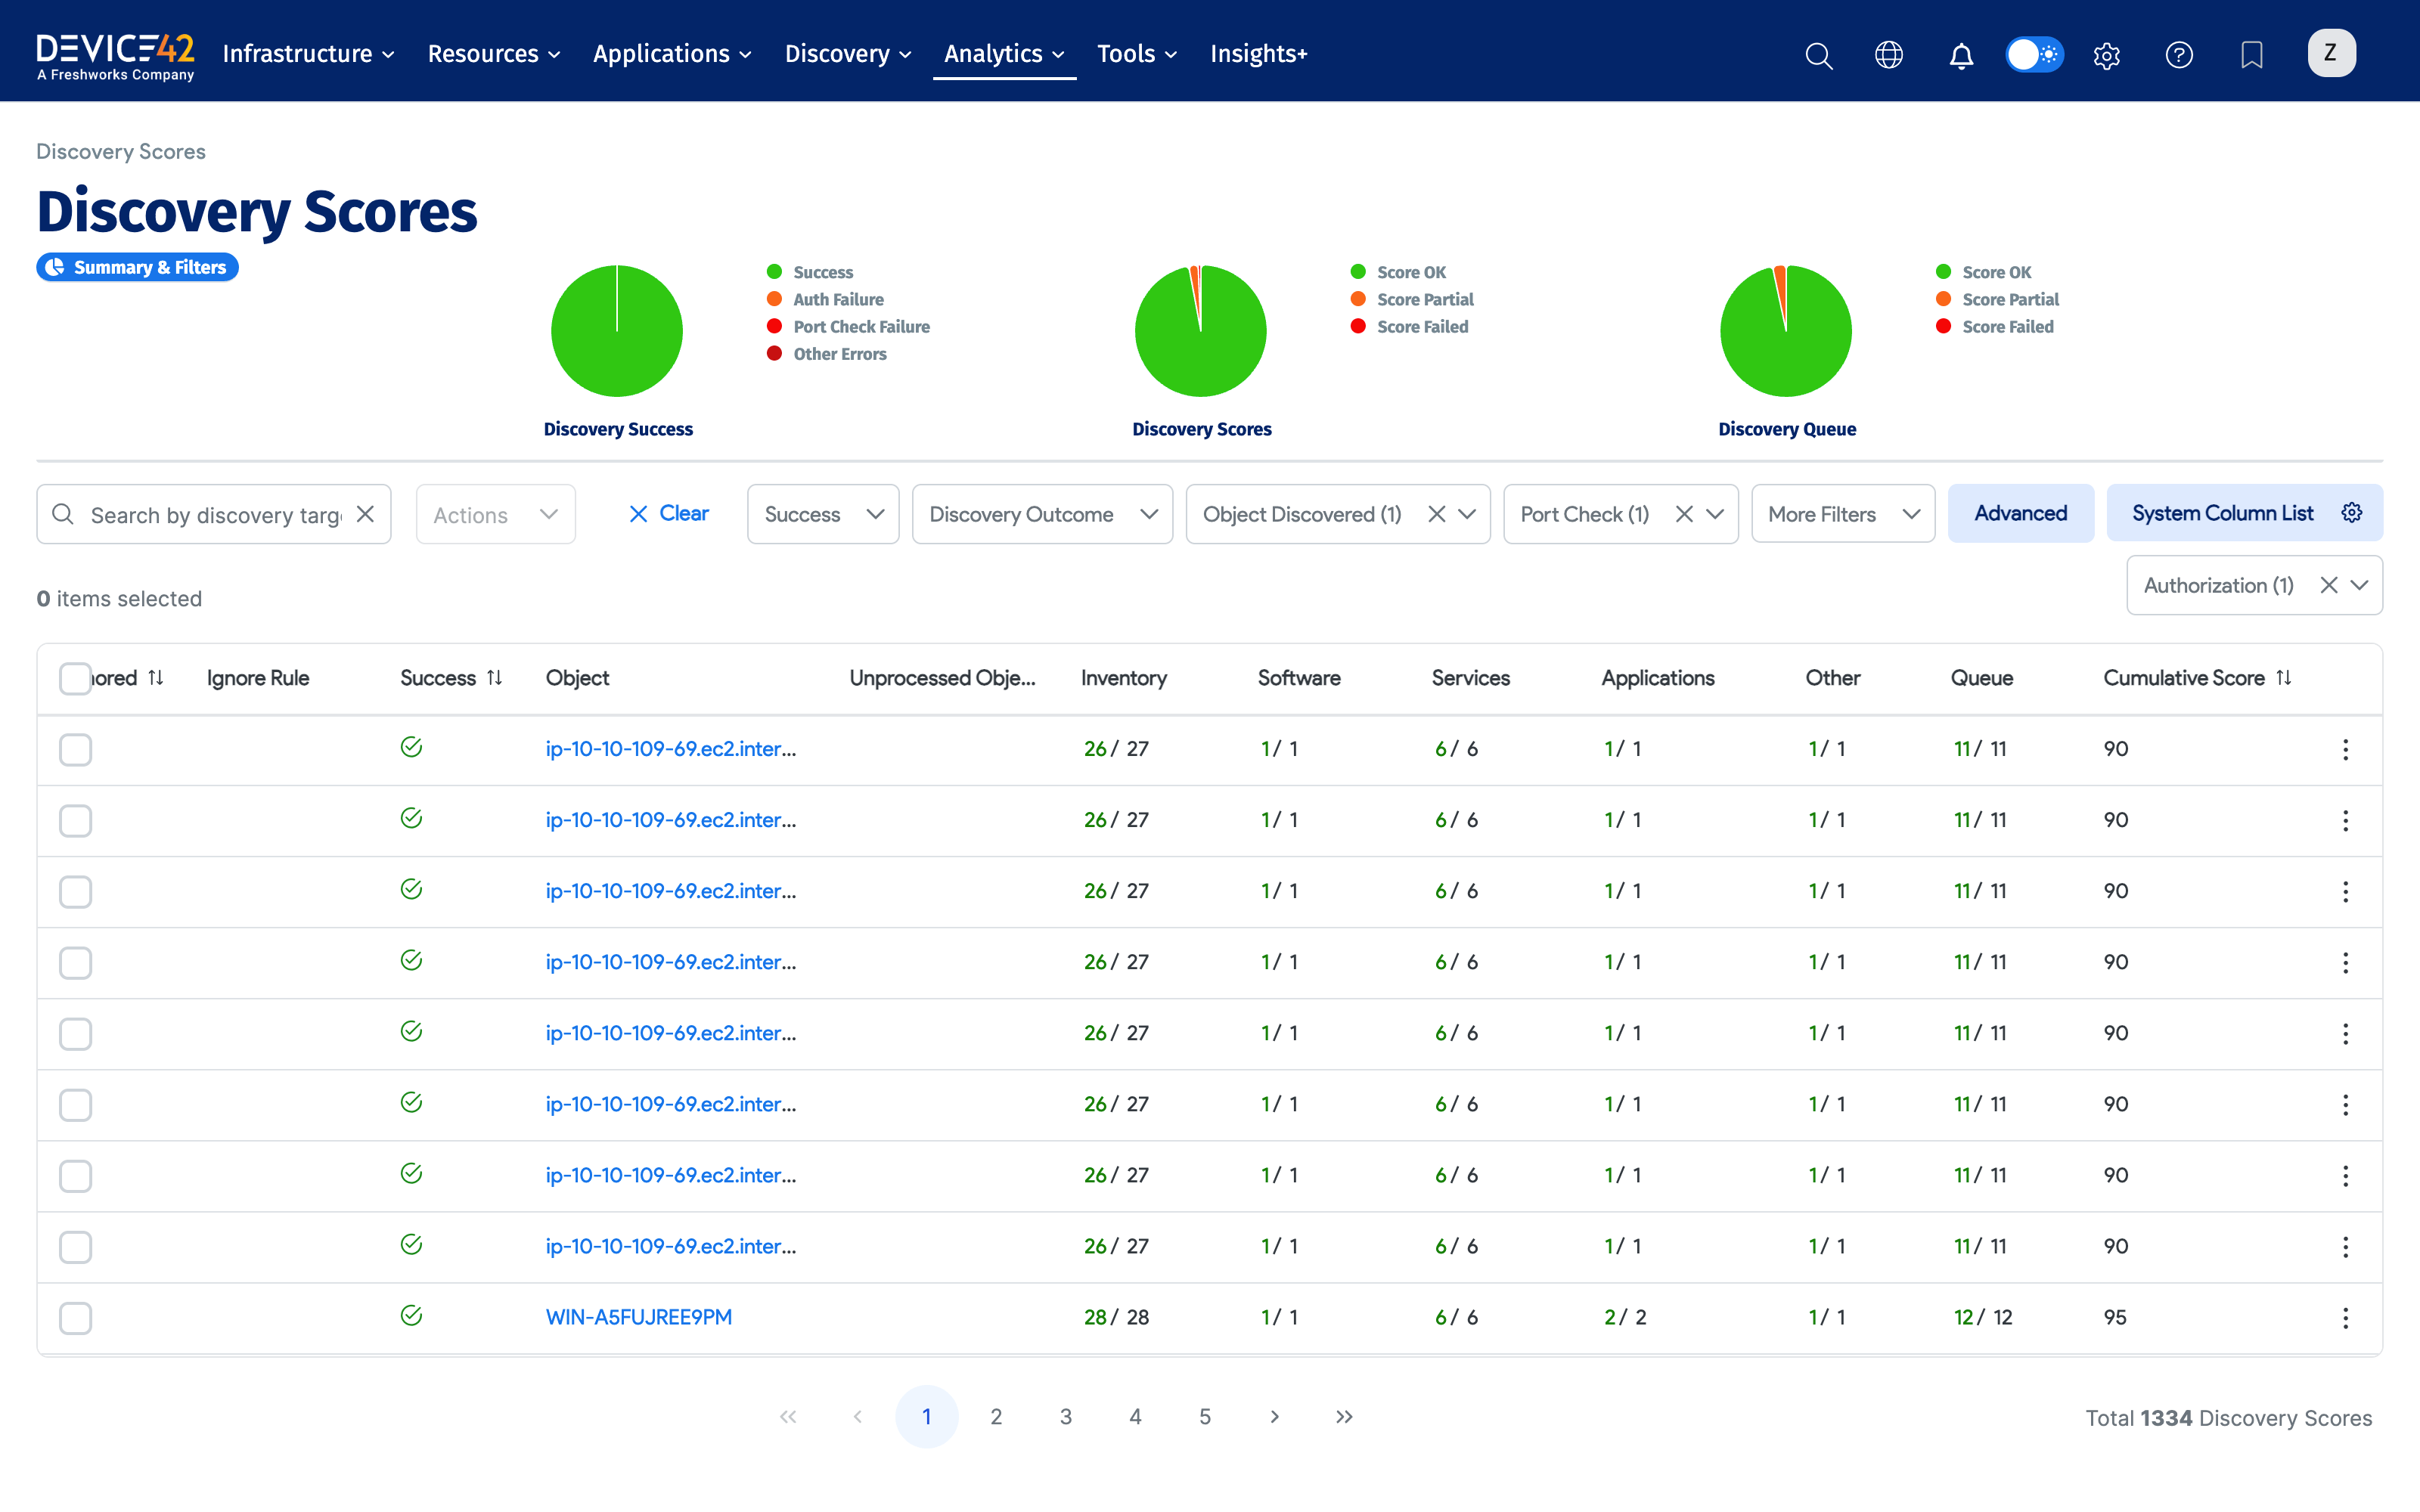 DEVICE42
A Freshworks Company
Infrastructure
Resources
Applications
Discovery
Analytics
Tools
Insights+
Z
Discovery Scores
Discovery Scores
Summary & Filters
Success
Auth Failure
Port Check Failure
Other Errors
Discovery Success
Score OK
Score Partial
Score Failed
Discovery Scores
Score OK
Score Partial
Score Failed
Discovery Queue
Search by discovery targ
Actions
Clear
Success
Discovery Outcome
Object Discovered (1)
Port Check (1)
More Filters
Advanced
System Column List
Authorization (1)
0 items selected
ored Ignore Rule Success Object Unprocessed Obje... Inventory Software Services Applications Other Queue Cumulative Score
ip-10-10-109-69.ec2.inter... 26 / 27 1 / 1 6 / 6 1 / 1 1 / 1 11 / 11 90
ip-10-10-109-69.ec2.inter... 26 / 27 1 / 1 6 / 6 1 / 1 1 / 1 11 / 11 90
ip-10-10-109-69.ec2.inter... 26 / 27 1 / 1 6 / 6 1 / 1 1 / 1 11 / 11 90
ip-10-10-109-69.ec2.inter... 26 / 27 1 / 1 6 / 6 1 / 1 1 / 1 11 / 11 90
ip-10-10-109-69.ec2.inter... 26 / 27 1 / 1 6 / 6 1 / 1 1 / 1 11 / 11 90
ip-10-10-109-69.ec2.inter... 26 / 27 1 / 1 6 / 6 1 / 1 1 / 1 11 / 11 90
ip-10-10-109-69.ec2.inter... 26 / 27 1 / 1 6 / 6 1 / 1 1 / 1 11 / 11 90
ip-10-10-109-69.ec2.inter... 26 / 27 1 / 1 6 / 6 1 / 1 1 / 1 11 / 11 90
WIN-A5FUJREE9PM 28 / 28 1 / 1 6 / 6 2 / 2 1 / 1 12 / 12 95
« ‹ 1 2 3 4 5 › »
Total 1334 Discovery Scores